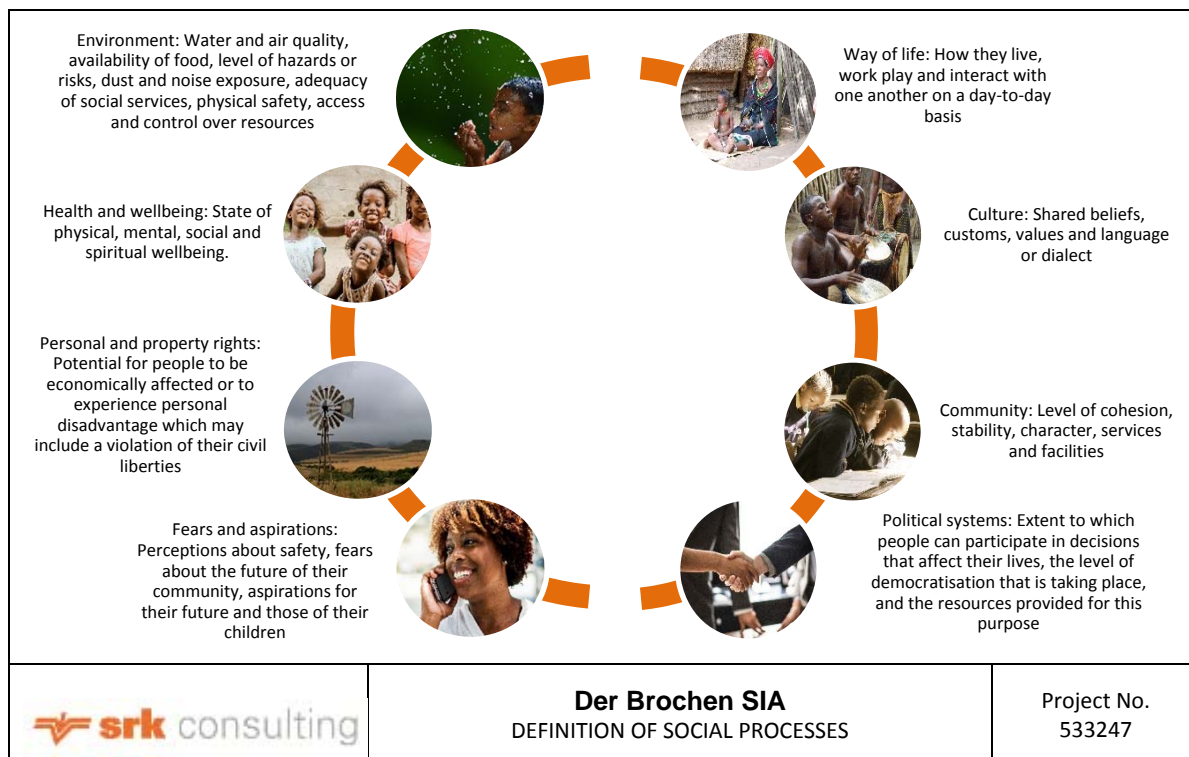 Environment: Water and air quality,
availability of food, level of hazards or
risks, dust and noise exposure, adequacy
of social services, physical safety, access
and control over resources
Way of life: How they live,
work play and interact with
one another on a day-to-day
basis
Health and wellbeing: State of
physical, mental, social and
spiritual wellbeing.
Culture: Shared beliefs,
customs, values and language
or dialect
Personal and property rights:
Potential for people to be
economically affected or to
experience personal
disadvantage which may
include a violation of their civil
liberties
Community: Level of cohesion,
stability, character, services
and facilities
Fears and aspirations:
Perceptions about safety, fears
about the future of their
community, aspirations for
their future and those of their
children
Political systems: Extent to which
people can participate in decisions
that affect their lives, the level of
democratisation that is taking place,
and the resources provided for this
purpose
srk consulting
Der Brochen SIA
DEFINITION OF SOCIAL PROCESSES
Project No.
533247